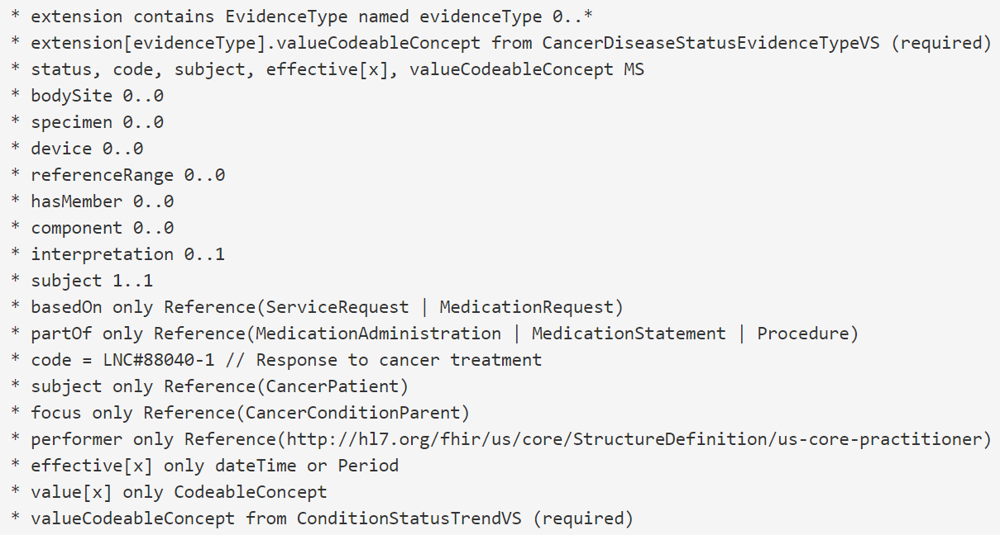 * extension contains EvidenceType named evidenceType 0..*
* extension[evidenceType].valueCodeableConcept from CancerDiseaseStatusEvidenceTypeVS (required)
* status, code, subject, effective[x], valueCodeableConcept MS
* bodySite 0..0
* specimen 0..0
* device 0..0
* referenceRange 0..0
* hasMember 0..0
* component 0..0
* interpretation 0..1
* subject 1..1
* basedOn only Reference(ServiceRequest | MedicationRequest)
* partOf only Reference(MedicationAdministration | MedicationStatement | Procedure)
* code = LNC#88040-1 // Response to cancer treatment
* subject only Reference(CancerPatient)
* focus only Reference(CancerConditionParent)
* performer only Reference(http://hl7.org/fhir/us/core/StructureDefinition/us-core-practitioner)
* effective[x] only dateTime or Period
* value[x] only CodeableConcept
* valueCodeableConcept from ConditionStatusTrendVS (required)